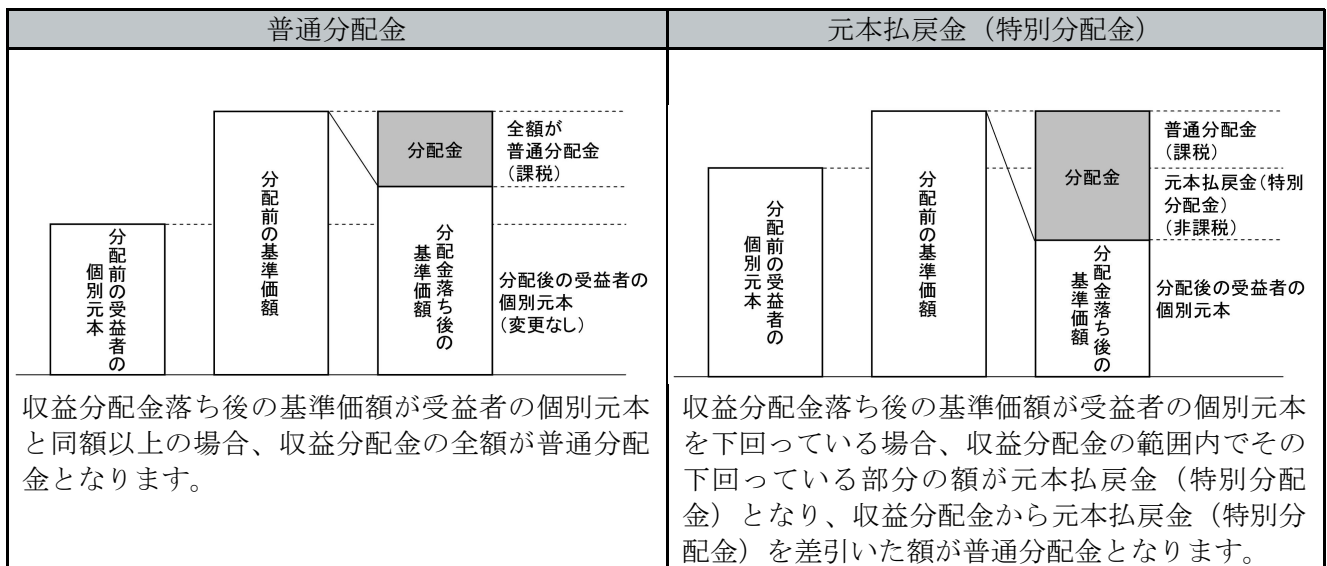 普通分配金
分配前の受益者の
個別元本
分配前の基準価額
分配金
分配金落ち後の
基準価額
全額が
普通分配金
（課税）
分配後の受益者の
個別元本
（変更なし）
収益分配金落ち後の基準価額が受益者の個別元本
と同額以上の場合、収益分配金の全額が普通分配
金となります。
元本払戻金（特別分配金）
分配前の受益者の
個別元本
分配前の基準価額
分配金
分配金落ち後の
基準価額
普通分配金
（課税）
元本払戻金（特別
分配金）
（非課税）
分配後の受益者の
個別元本
収益分配金落ち後の基準価額が受益者の個別元本
を下回っている場合、収益分配金の範囲内でその
下回っている部分の額が元本払戻金（特別分配
金）となり、収益分配金から元本払戻金（特別分
配金）を差引いた額が普通分配金となります。